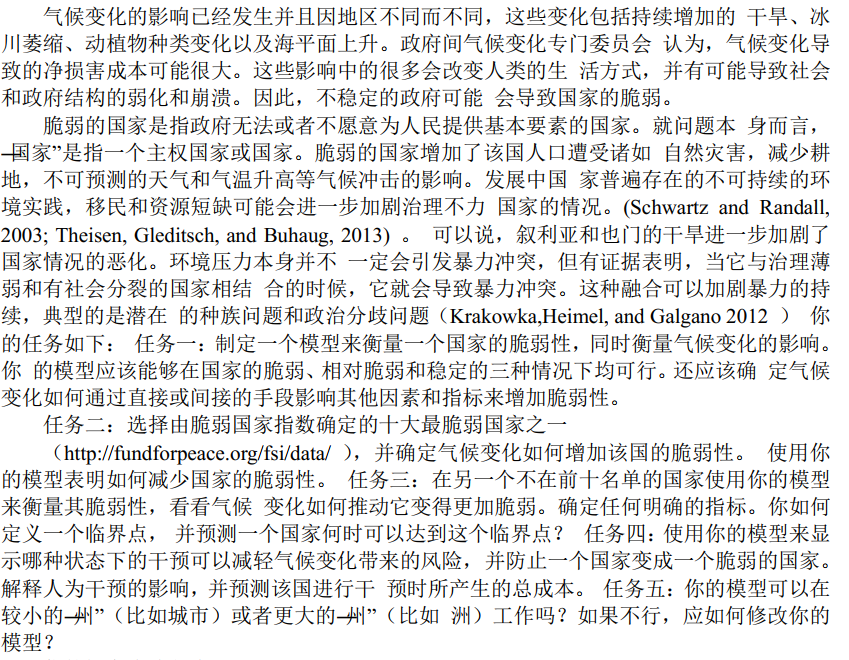 气候变化的影响已经发生并且因地区不同而不同，这些变化包括持续增加的 干旱、冰
川萎缩、动植物种类变化以及海平面上升。政府间气候变化专门委员会 认为，气候变化导
致的净损害成本可能很大。这些影响中的很多会改变人类的生 活方式，并有可能导致社会
和政府结构的弱化和崩溃。因此，不稳定的政府可能 会导致国家的脆弱。
脆弱的国家是指政府无法或者不愿意为人民提供基本要素的国家。就问题本 身而言，
―国家”是指一个主权国家或国家。脆弱的国家增加了该国人口遭受诸如 自然灾害，减少耕
地，不可预测的天气和气温升高等气候冲击的影响。发展中国 家普遍存在的不可持续的环
境实践，移民和资源短缺可能会进一步加剧治理不力 国家的情况。(Schwartz and Randall,
2003; Theisen, Gleditsch, and Buhaug, 2013) 。 可以说，叙利亚和也门的干旱进一步加剧了
国家情况的恶化。环境压力本身并不 一定会引发暴力冲突，但有证据表明，当它与治理薄
弱和有社会分裂的国家相结 合的时候，它就会导致暴力冲突。这种融合可以加剧暴力的持
续，典型的是潜在 的种族问题和政治分歧问题（Krakowka,Heimel, and Galgano 2012 ） 你
的任务如下： 任务一：制定一个模型来衡量一个国家的脆弱性，同时衡量气候变化的影响。
你 的模型应该能够在国家的脆弱、相对脆弱和稳定的三种情况下均可行。还应该确 定气候
变化如何通过直接或间接的手段影响其他因素和指标来增加脆弱性。
任务二：选择由脆弱国家指数确定的十大最脆弱国家之一
（http://fundforpeace.org/fsi/data/ ），并确定气候变化如何增加该国的脆弱性。 使用你
的模型表明如何减少国家的脆弱性。 任务三：在另一个不在前十名单的国家使用你的模型
来衡量其脆弱性，看看气候 变化如何推动它变得更加脆弱。确定任何明确的指标。你如何
定义一个临界点， 并预测一个国家何时可以达到这个临界点？ 任务四：使用你的模型来显
示哪种状态下的干预可以减轻气候变化带来的风险，并防止一个国家变成一个脆弱的国家。
解释人为干预的影响，并预测该国进行干 预时所产生的总成本。 任务五：你的模型可以在
较小的―州”（比如城市）或者更大的―州”（比如 洲）工作吗？如果不行，应如何修改你的
模型？